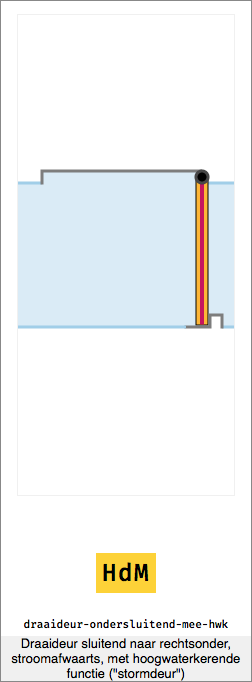 HdM
draaideur-ondersluitend-mee-hwk
Draaideur sluitend naar rechtsonder,
stroomafwaarts, met hoogwaterkerende
functie ("stormdeur")